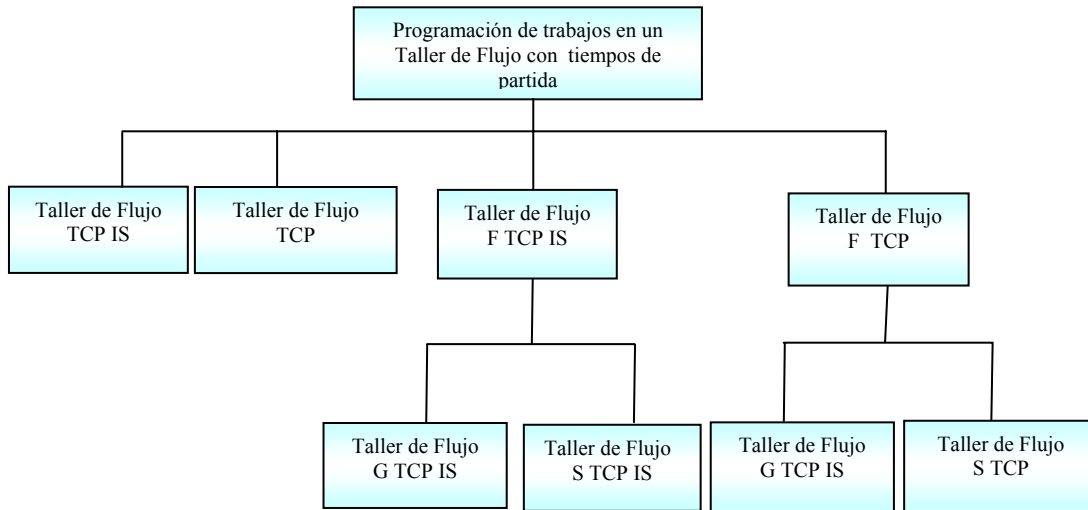 Programación de trabajos en un
Taller de Flujo con tiempos de
partida
Taller de Flujo
TCP IS
Taller de Flujo
TCP
Taller de Flujo
F TCP IS
Taller de Flujo
F TCP
Taller de Flujo
G TCP IS
Taller de Flujo
S TCP IS
Taller de Flujo
G TCP IS
Taller de Flujo
S TCP